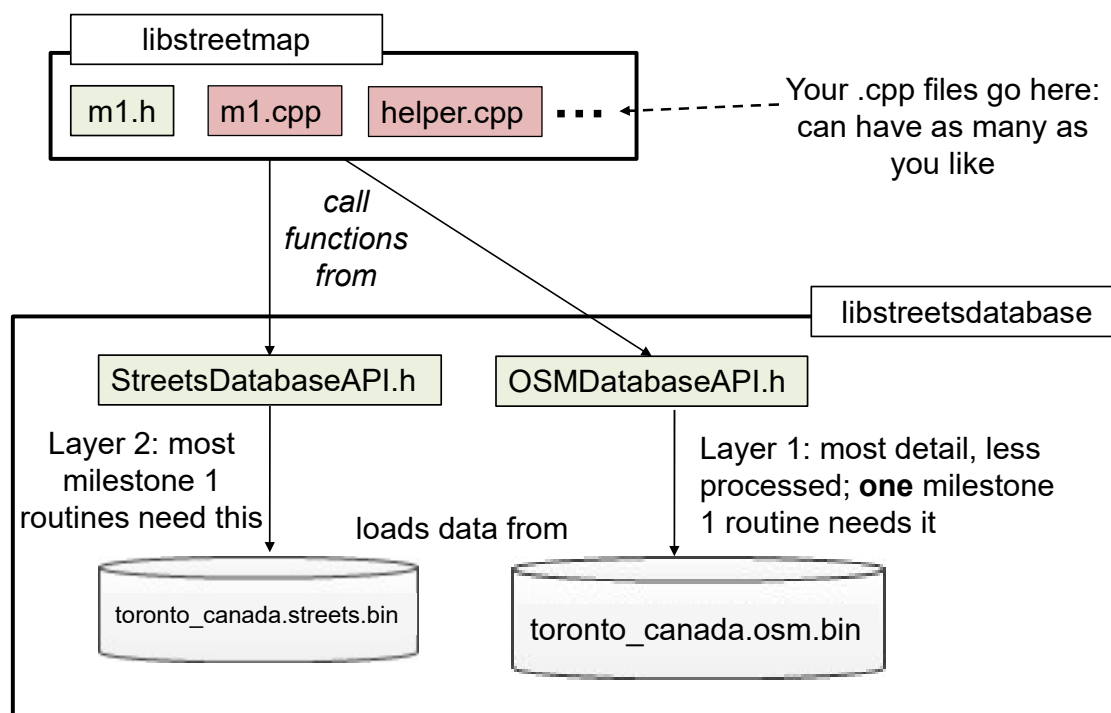 libstreetmap
m1.h
m1.cpp
helper.cpp
...
Your .cpp files go here:
can have as many as
you like
call
functions
from
libstreetsdatabase
StreetsDatabaseAPI.h
OSMDatabaseAPI.h
Layer 2: most
milestone 1
routines need this
Layer 1: most detail, less
processed; one milestone
1 routine needs it
loads data from
toronto_canada.streets.bin
toronto_canada.osm.bin